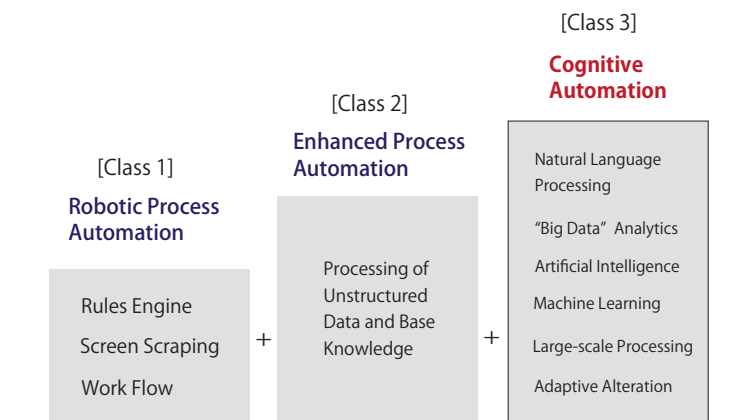 [Class 1]
Robotic Process
Automation
Rules Engine
Screen Scraping
Work Flow
+
[Class 2]
Enhanced Process
Automation
Processing of
Unstructured
Data and Base
Knowledge
+
[Class 3]
Cognitive
Automation
Natural Language
Processing
“Big Data” Analytics
Artificial Intelligence
Machine Learning
Large-scale Processing
Adaptive Alteration